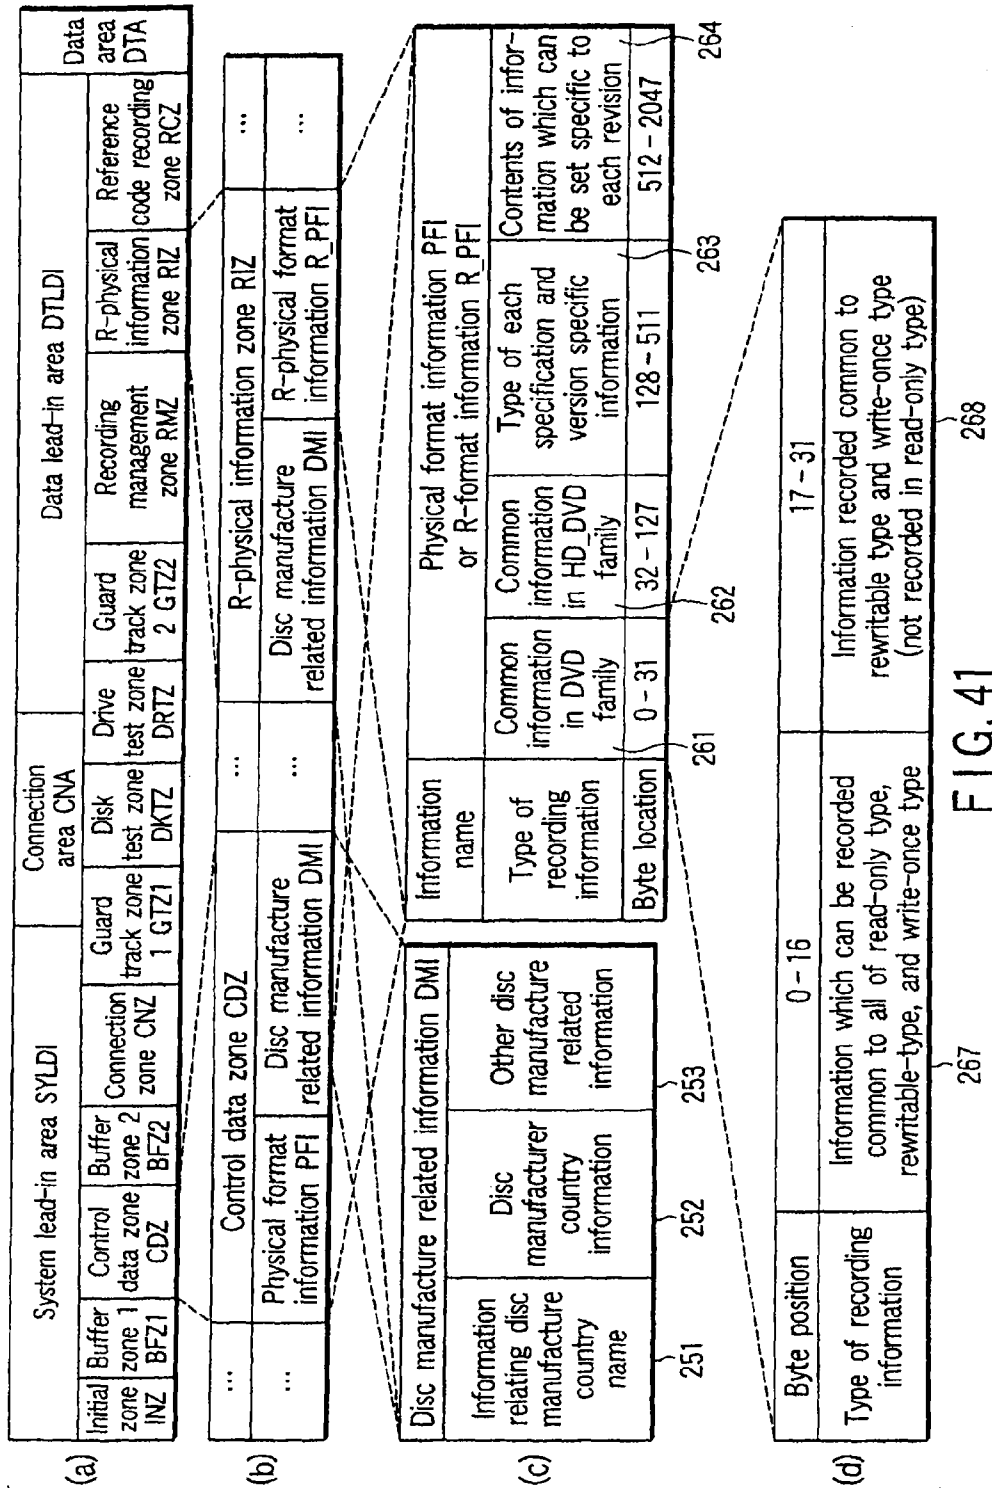 (a)
System lead-in area SYLDI
Connection
area CNA
Data lead-in area DTLDI
Data
area
DTA
Initial
zone
INZ
Buffer
zone 1
BFZ1
Control
data zone
CDZ
Buffer
zone 2
BFZ2
Connection
zone CNZ
Guard
track zone
1 GTZ1
Disk
test zone
DKTZ
Drive
test zone
DRTZ
Guard
track zone
2 GTZ2
Recording
management
zone RMZ
R-physical
information
zone RIZ
Reference
code recording
zone RCZ
(b)
...
Control data zone CDZ
...
R-physical information zone RIZ
...
...
Physical format
information PFI
Disc manufacture
related information DMI
...
Disc manufacture
related information DMI
R-physical format
information R_PFI
...
(c)
Disc manufacture related information DMI
Information
relating disc
manufacture
country
name
Disc
manufacturer
country
information
Other disc
manufacture
related
information
251
252
253
Information
name
Physical format information PFI
or R-format information R_PFI
Type of
recording
information
Common
information
in DVD
family
Common
information
in HD_DVD
family
Type of each
specification and
version specific
information
Contents of infor-
mation which can
be set specific to
each revision
Byte location
0 - 31
32 - 127
128 - 511
512 - 2047
261
262
263
264
(d)
Byte position
0 - 16
17 - 31
Type of recording
information
Information which can be recorded
common to all of read-only type,
rewritable-type, and write-once type
Information recorded common to
rewritable type and write-once type
(not recorded in read-only type)
267
268
FIG. 41